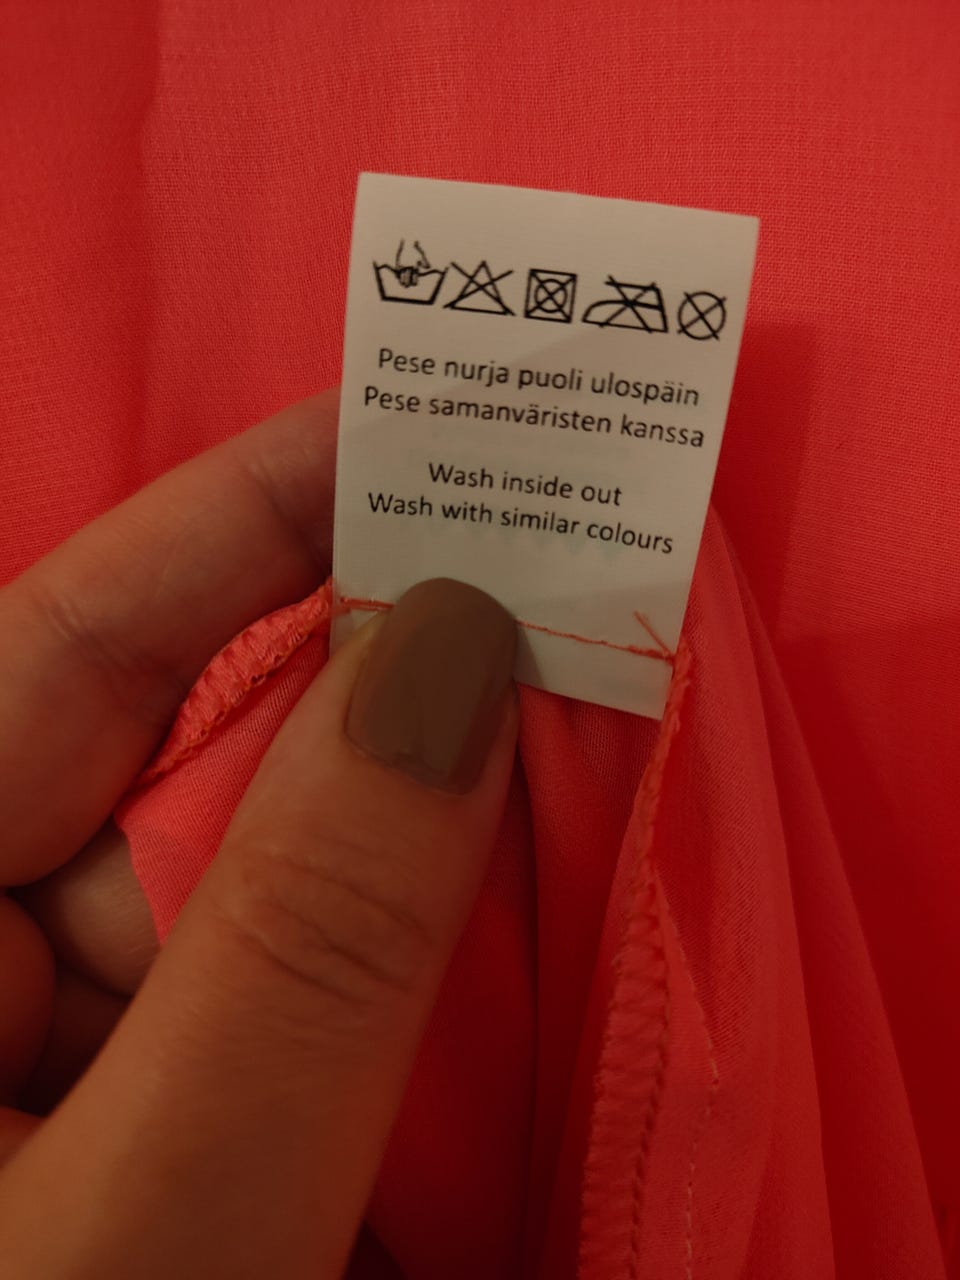 Pese nurja puoli ulospäin
Pese samanväristen kanssa
Wash inside out
Wash with similar colours